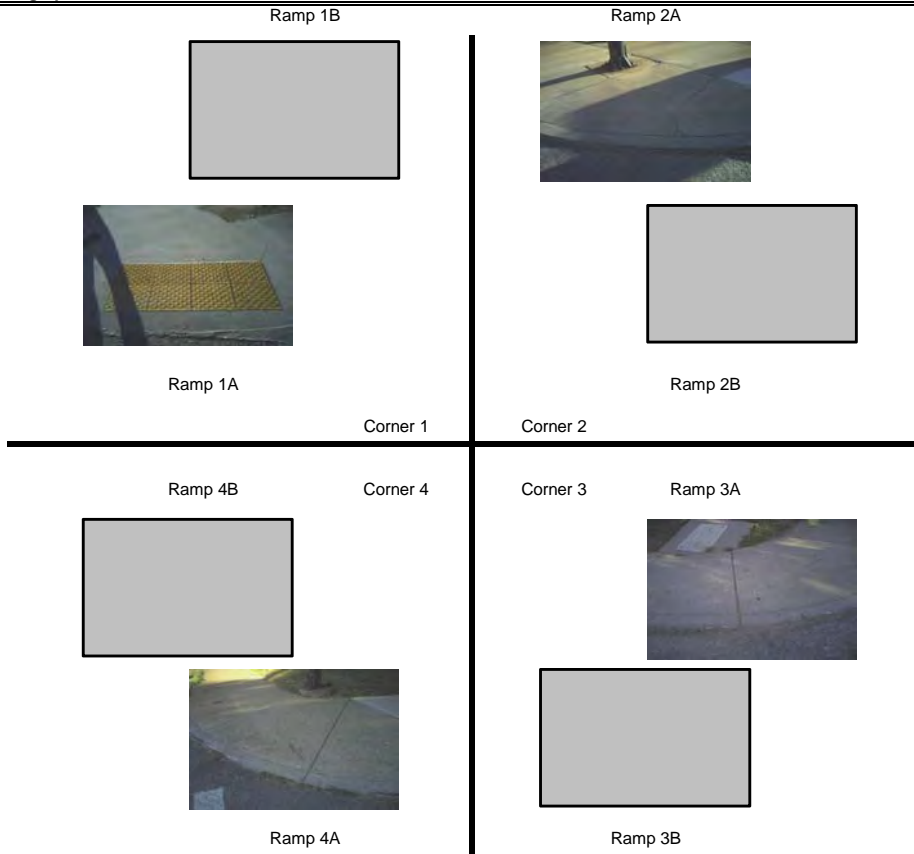 Ramp 1B
Ramp 2A
Ramp 1A
Ramp 2B
Corner 1
Corner 2
Ramp 4B
Corner 4
Corner 3
Ramp 3A
Ramp 4A
Ramp 3B